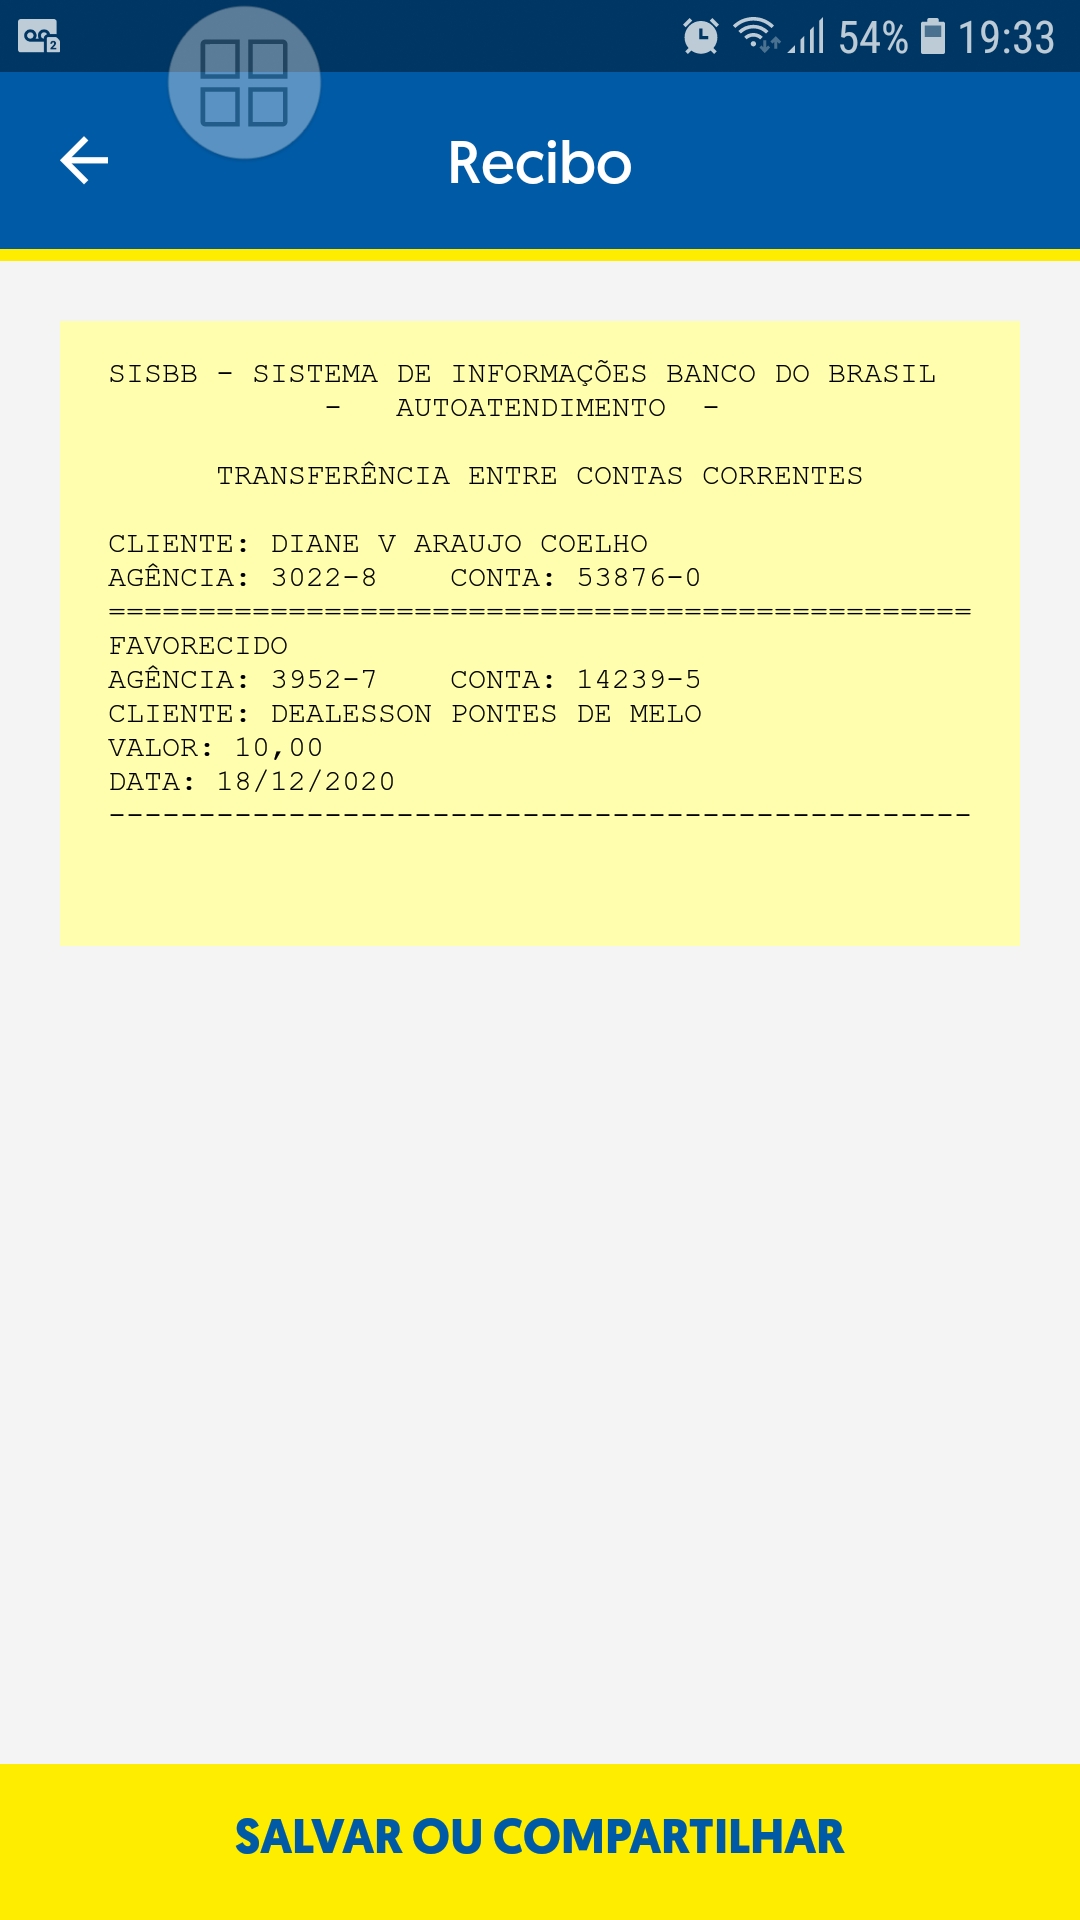 2 54% 19:33
Recibo
SISBB - SISTEMA DE INFORMAÇÕES BANCO DO BRASIL
- AUTOATENDIMENTO -
TRANSFERÊNCIA ENTRE CONTAS CORRENTES
CLIENTE: DIANE V ARAUJO COELHO
AGÊNCIA: 3022-8 CONTA: 53876-0
================================================
FAVORECIDO
AGÊNCIA: 3952-7 CONTA: 14239-5
CLIENTE: DEALESSON PONTES DE MELO
VALOR: 10,00
DATA: 18/12/2020
------------------------------------------------
SALVAR OU COMPARTILHAR